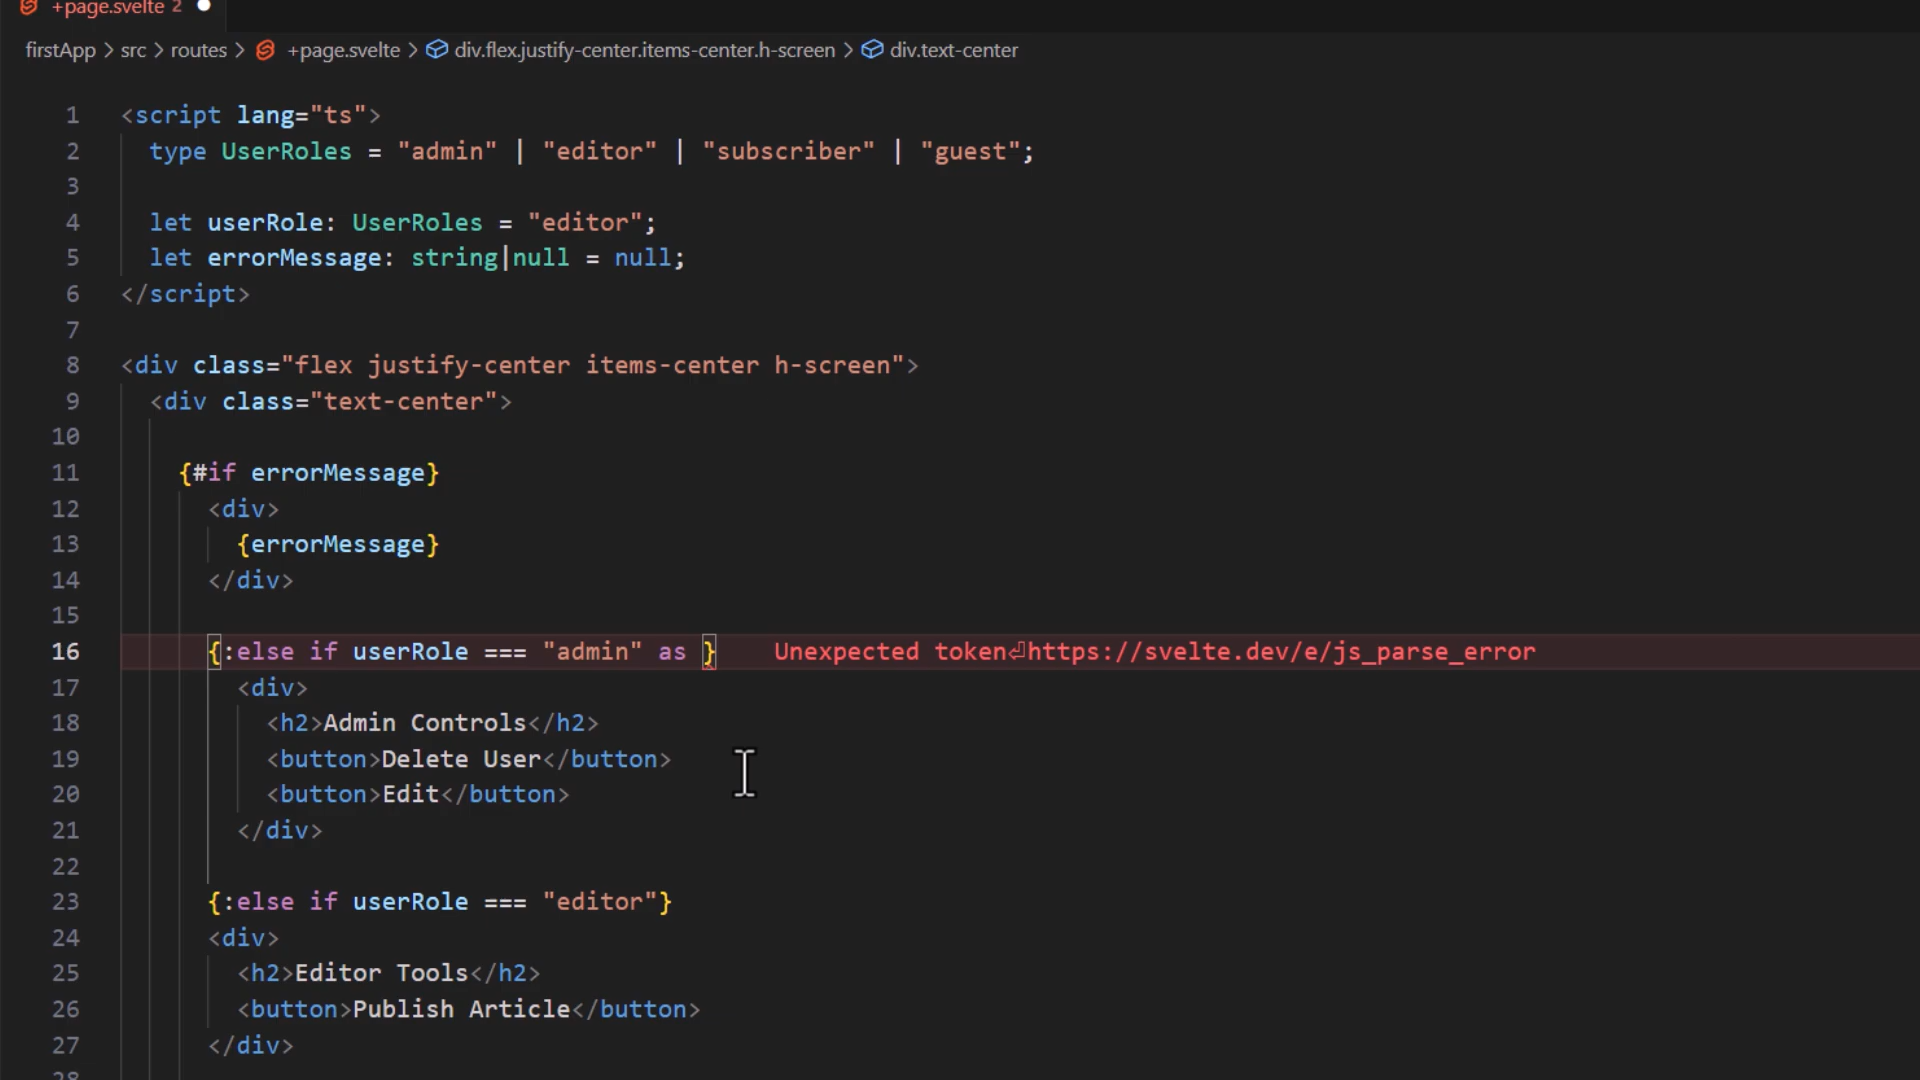 +page.svelte 2
firstApp > src > routes > +page.svelte > div.flex.justify-center.items-center.h-screen > div.text-center
1 <script lang="ts">
2 type UserRoles = "admin" | "editor" | "subscriber" | "guest";
3
4 let userRole: UserRoles = "editor";
5 let errorMessage: string|null = null;
6 </script>
7
8 <div class="flex justify-center items-center h-screen">
9 <div class="text-center">
10
11 {#if errorMessage}
12 <div>
13 {errorMessage}
14 </div>
15
16 {:else if userRole === "admin" as } Unexpected token⏎https://svelte.dev/e/js_parse_error
17 <div>
18 <h2>Admin Controls</h2>
19 <button>Delete User</button>
20 <button>Edit</button>
21 </div>
22
23 {:else if userRole === "editor"}
24 <div>
25 <h2>Editor Tools</h2>
26 <button>Publish Article</button>
27 </div>
28